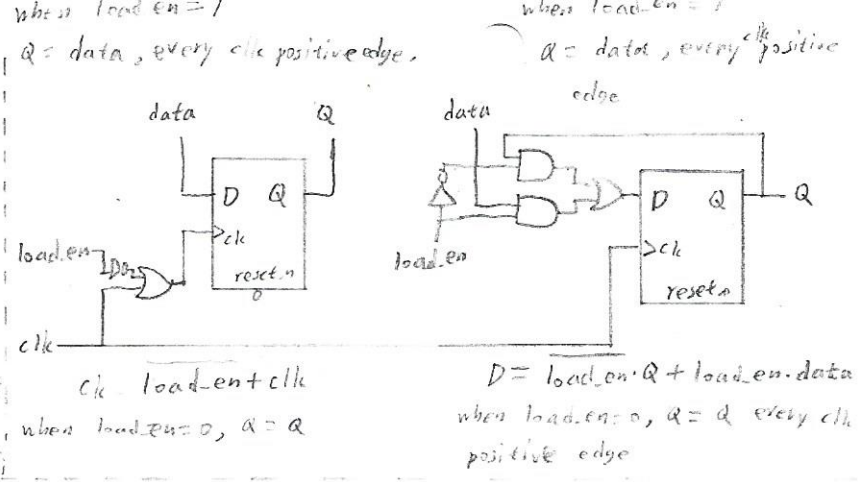 when load_en = 1
Q = data, every clk positive edge.
data
Q
D Q
ck
load_en
reset_n
clk
ck = \overline{load_en} + clk
when load_en = 0, Q = Q
when load_en = 1
Q = data, every clk positive
edge
data
D Q
Q
ck
load_en
reset_n
D = \overline{load_en}·Q + load_en·data
when load_en = 0, Q = Q every clk
positive edge